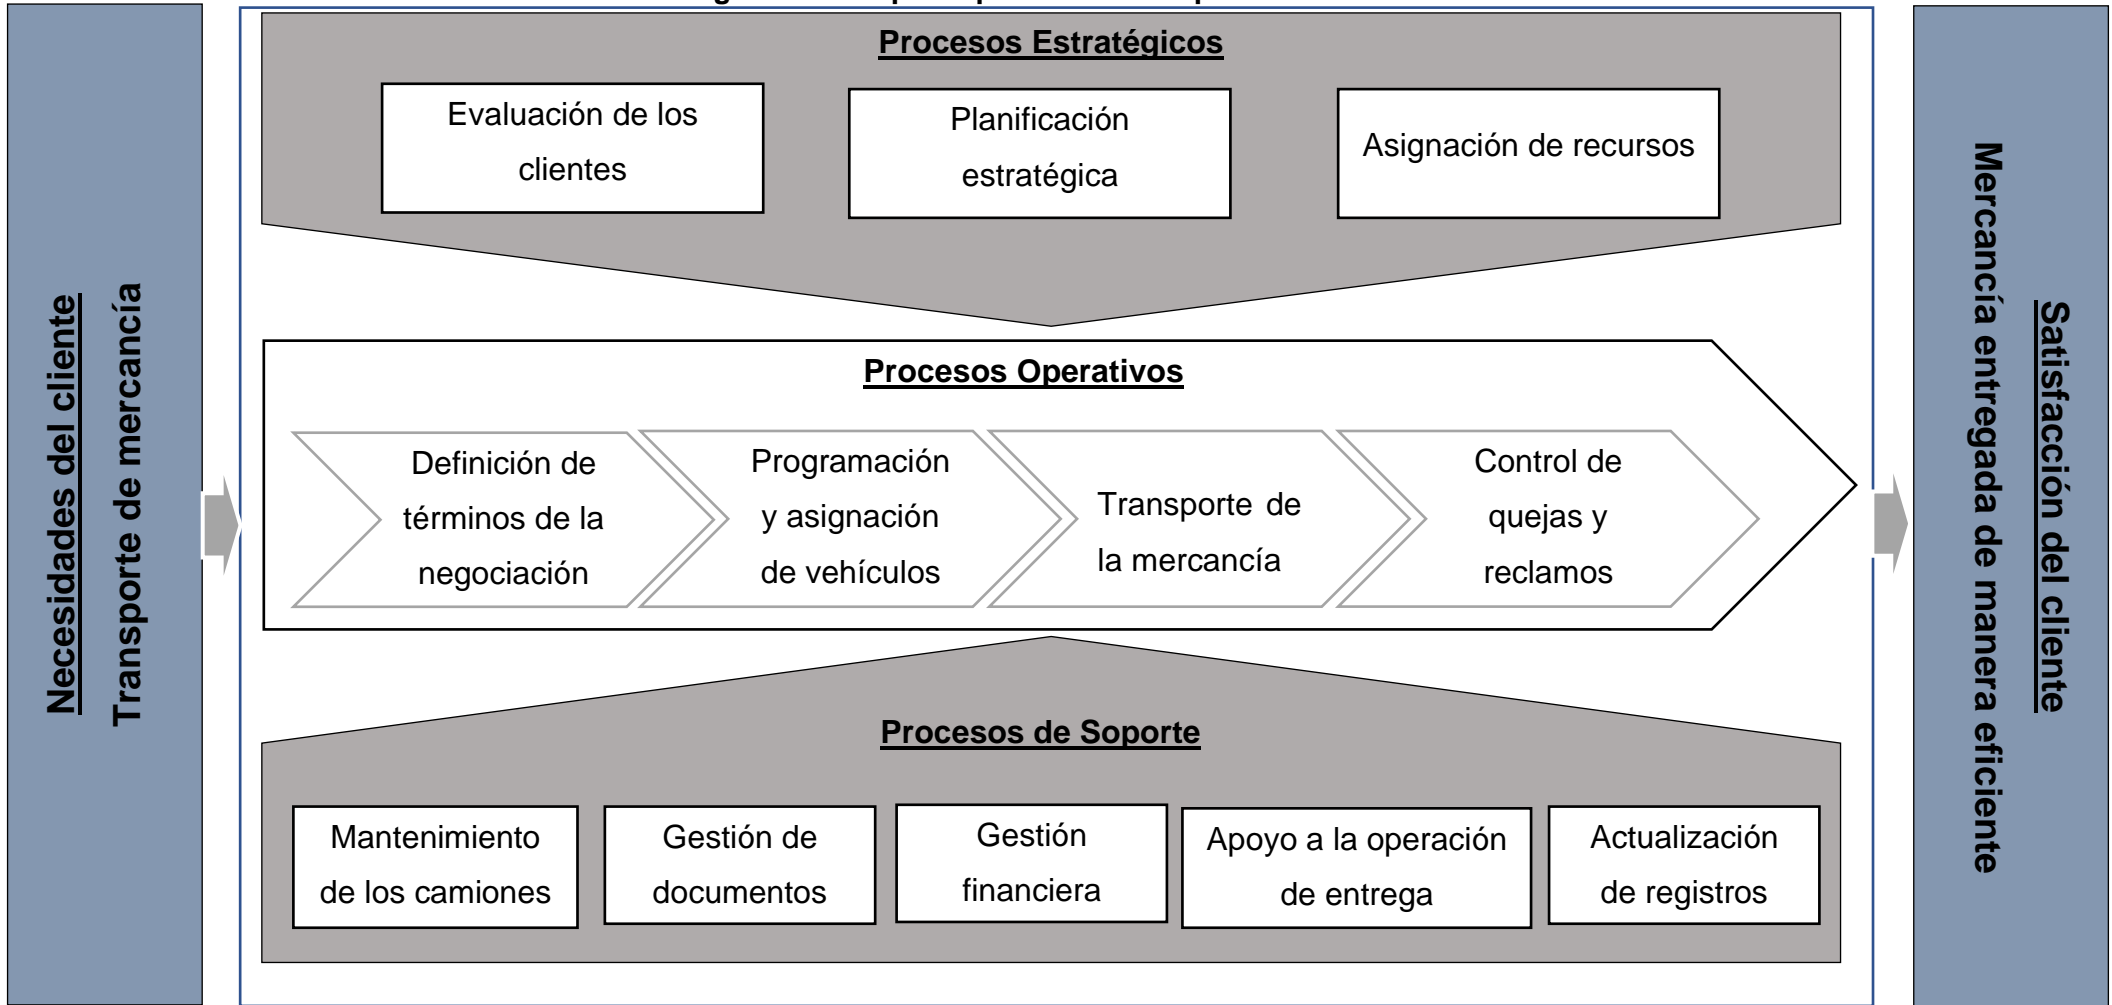 Procesos Estratégicos
Evaluación de los
clientes
Planificación
estratégica
Asignación de recursos
Necesidades del cliente
Transporte de mercancía
Procesos Operativos
Definición de
términos de la
negociación
Programación
y asignación
de vehículos
Transporte de
la mercancía
Control de
quejas y
reclamos
Procesos de Soporte
Mantenimiento
de los camiones
Gestión de
documentos
Gestión
financiera
Apoyo a la operación
de entrega
Actualización
de registros
Satisfacción del cliente
Mercancía entregada de manera eficiente